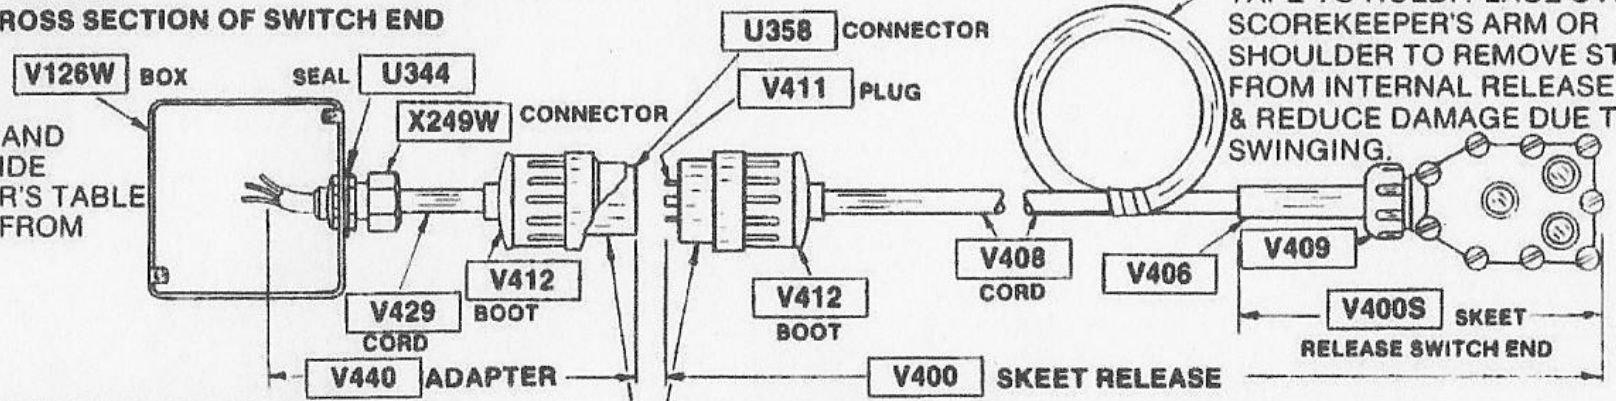 ROSS SECTION OF SWITCH END
V126W BOX
SEAL U344
X249W CONNECTOR
U358 CONNECTOR
V411 PLUG
SCOREKEEPER'S ARM OR
SHOULDER TO REMOVE ST
FROM INTERNAL RELEASE
& REDUCE DAMAGE DUE T
SWINGING.
AND
IDE
R'S TABLE
FROM
V412
BOOT
V429
CORD
V412
BOOT
V408
CORD
V406
V409
V400S SKEET
RELEASE SWITCH END
V440 ADAPTER
V400 SKEET RELEASE